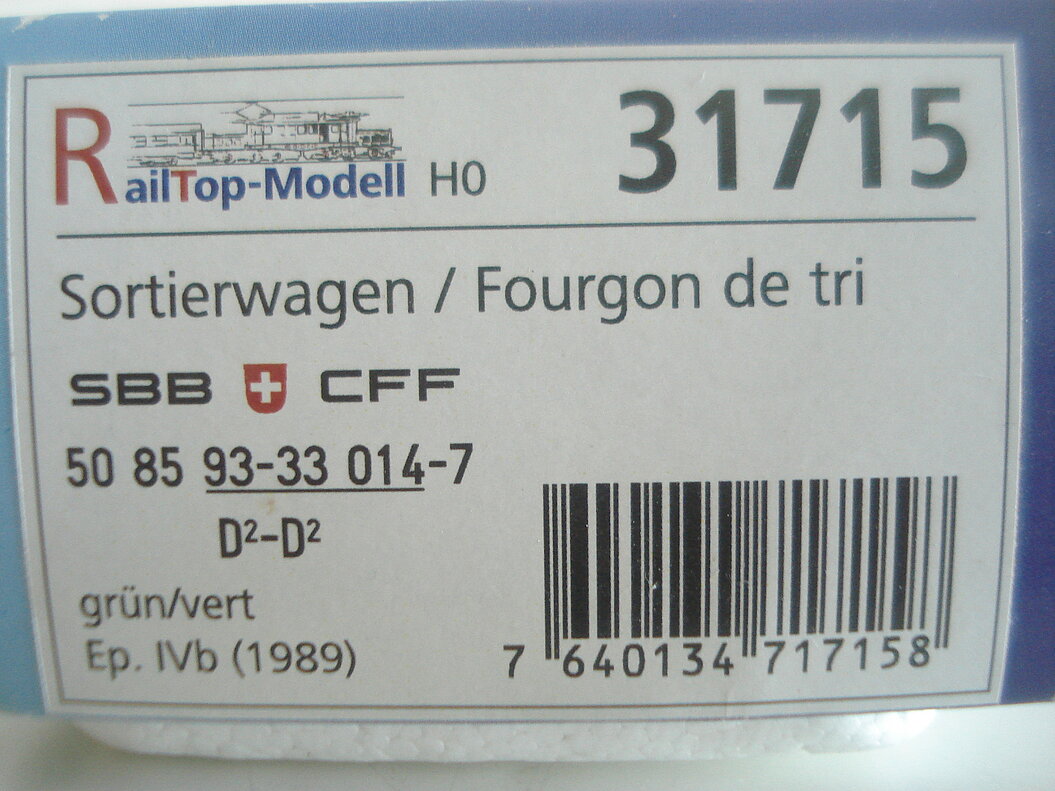 RailTop-Modell H0 31715
Sortierwagen / Fourgon de tri
SBB CFF
50 85 93-33 014-7
D²-D²
grün/vert
Ep. IVb (1989)
7 640134 717158